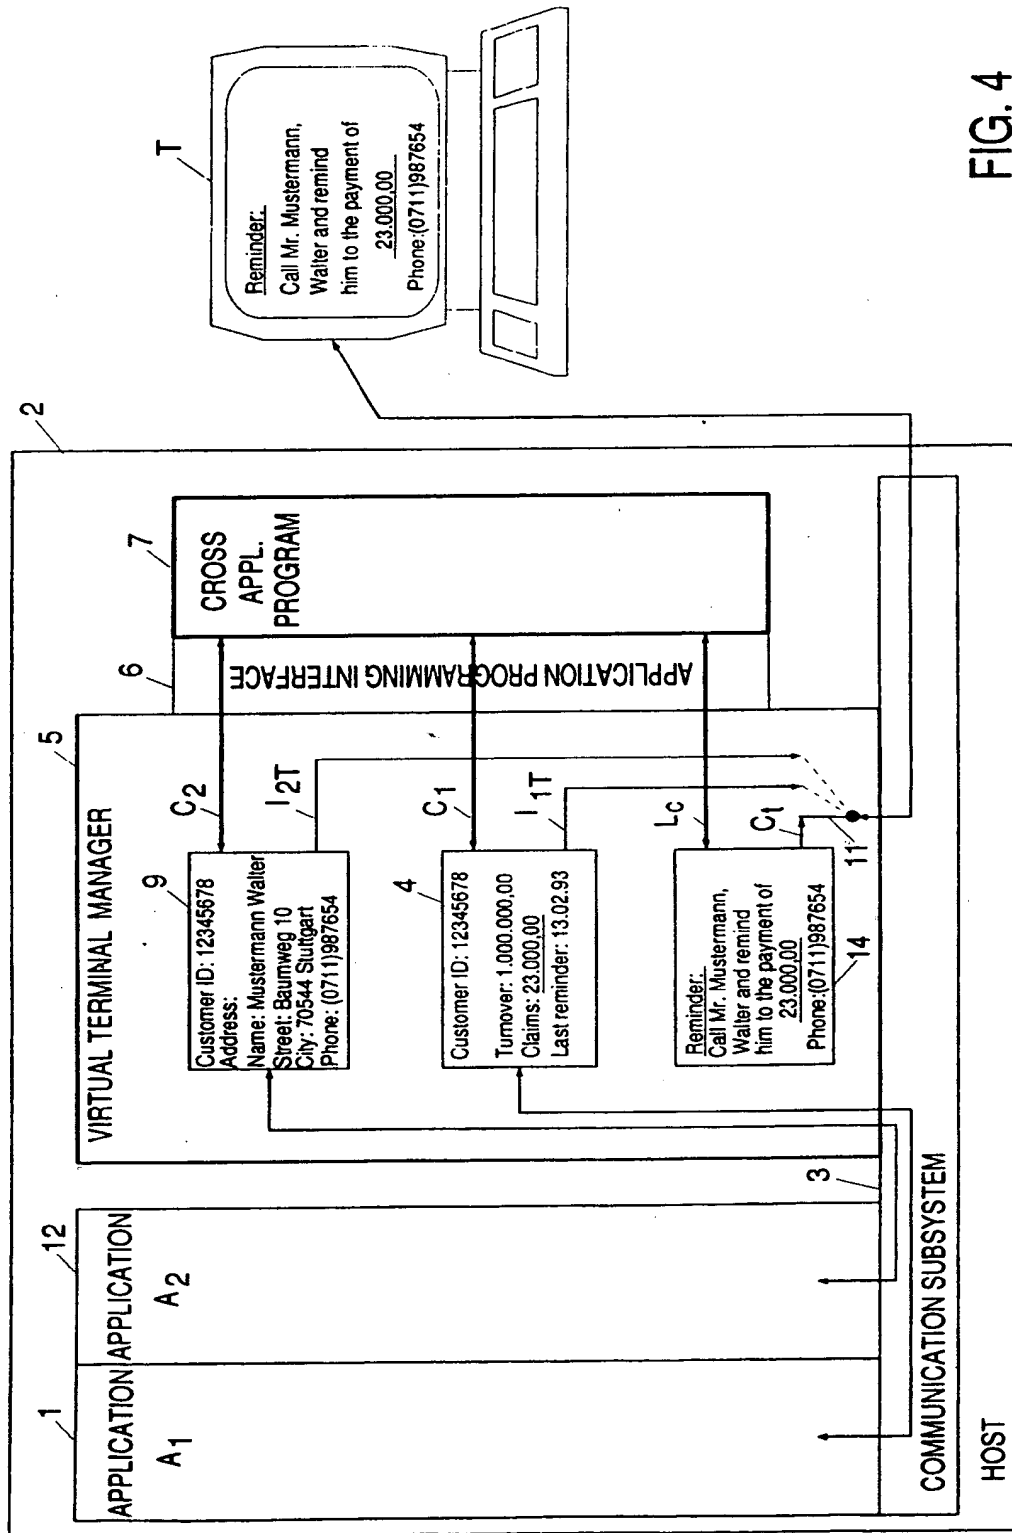 1
12
APPLICATION
APPLICATION
A1
A2
5
VIRTUAL TERMINAL MANAGER
9
Customer ID: 12345678
Address:
Name: Mustermann Walter
Street: Baumweg 10
City: 70544 Stuttgart
Phone: (0711)987654
C2
I2T
4
Customer ID: 12345678
Turnover: 1.000.000,00
Claims: 23.000,00
Last reminder: 13.02.93
C1
I1T
Reminder:
Call Mr. Mustermann,
Walter and remind
him to the payment of
23.000,00
Phone:(0711)987654
14
Lc
Ct
11
6
APPLICATION PROGRAMMING INTERFACE
7
CROSS
APPL.
PROGRAM
2
3
COMMUNICATION SUBSYSTEM
HOST
T
Reminder:
Call Mr. Mustermann,
Walter and remind
him to the payment of
23.000,00
Phone:(0711)987654
FIG. 4